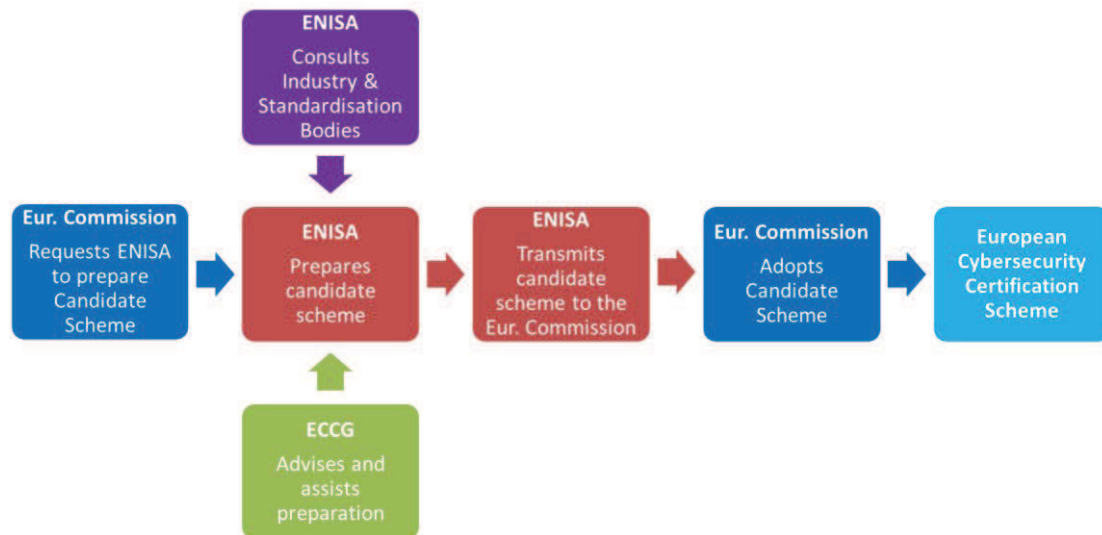 ENISA
Consults
Industry &
Standardisation
Bodies
Eur. Commission
Requests ENISA
to prepare
Candidate
Scheme
ENISA
Prepares
candidate
scheme
ENISA
Transmits
candidate
scheme to the
Eur. Commission
Eur. Commission
Adopts
Candidate
Scheme
European
Cybersecurity
Certification
Scheme
ECCG
Advises and
assists
preparation